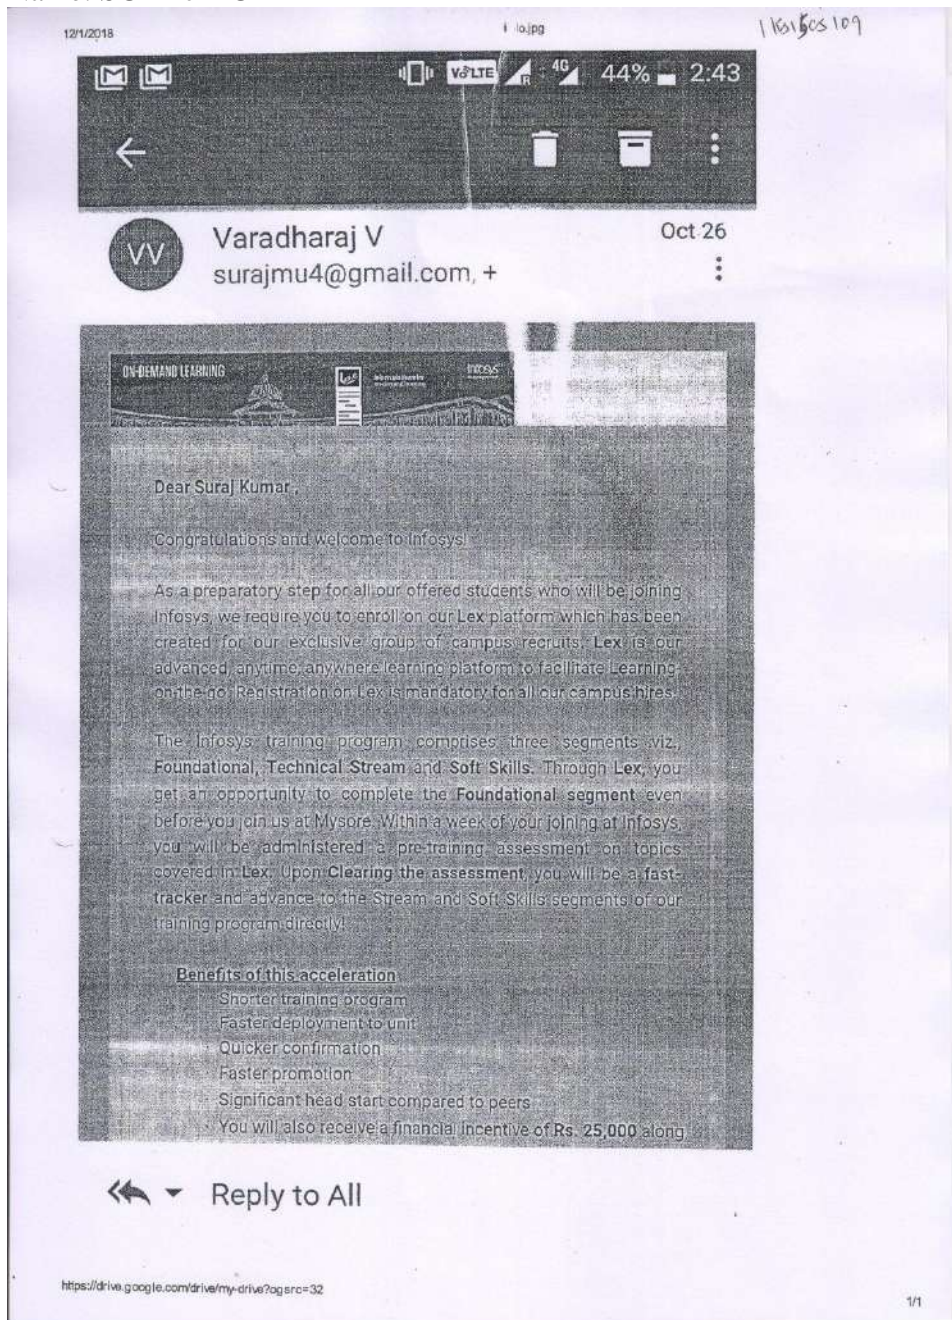 12/1/2018
VoLTE R 4G 44% 2:43
VV Varadharaj V Oct 26
surajmu4@gmail.com, +
ON-DEMAND LEARNING Lex Infosys
Dear Suraj Kumar ,
Congratulations and welcome to Infosys!
As a preparatory step for all our offered students who will be joining
Infosys, we require you to enroll on our Lex platform which has been
created for our exclusive group of campus recruits. Lex is our
advanced, anytime, anywhere learning platform to facilitate Learning-
on-the-go. Registration on Lex is mandatory for all our campus hires.
The Infosys training program comprises three segments viz.,
Foundational, Technical Stream and Soft Skills. Through Lex, you
get an opportunity to complete the Foundational segment even
before you join us at Mysore. Within a week of your joining at Infosys,
you will be administered a pre-training assessment on topics
covered in Lex. Upon Clearing the assessment, you will be a fast-
tracker and advance to the Stream and Soft Skills segments of our
training program directly!
Benefits of this acceleration
· Shorter training program
· Faster deployment to unit
· Quicker confirmation
· Faster promotion
· Significant head start compared to peers
· You will also receive a financial incentive of Rs. 25,000 along
Reply to All
https://drive.google.com/drive/my-drive?ogsrc=32
1/1